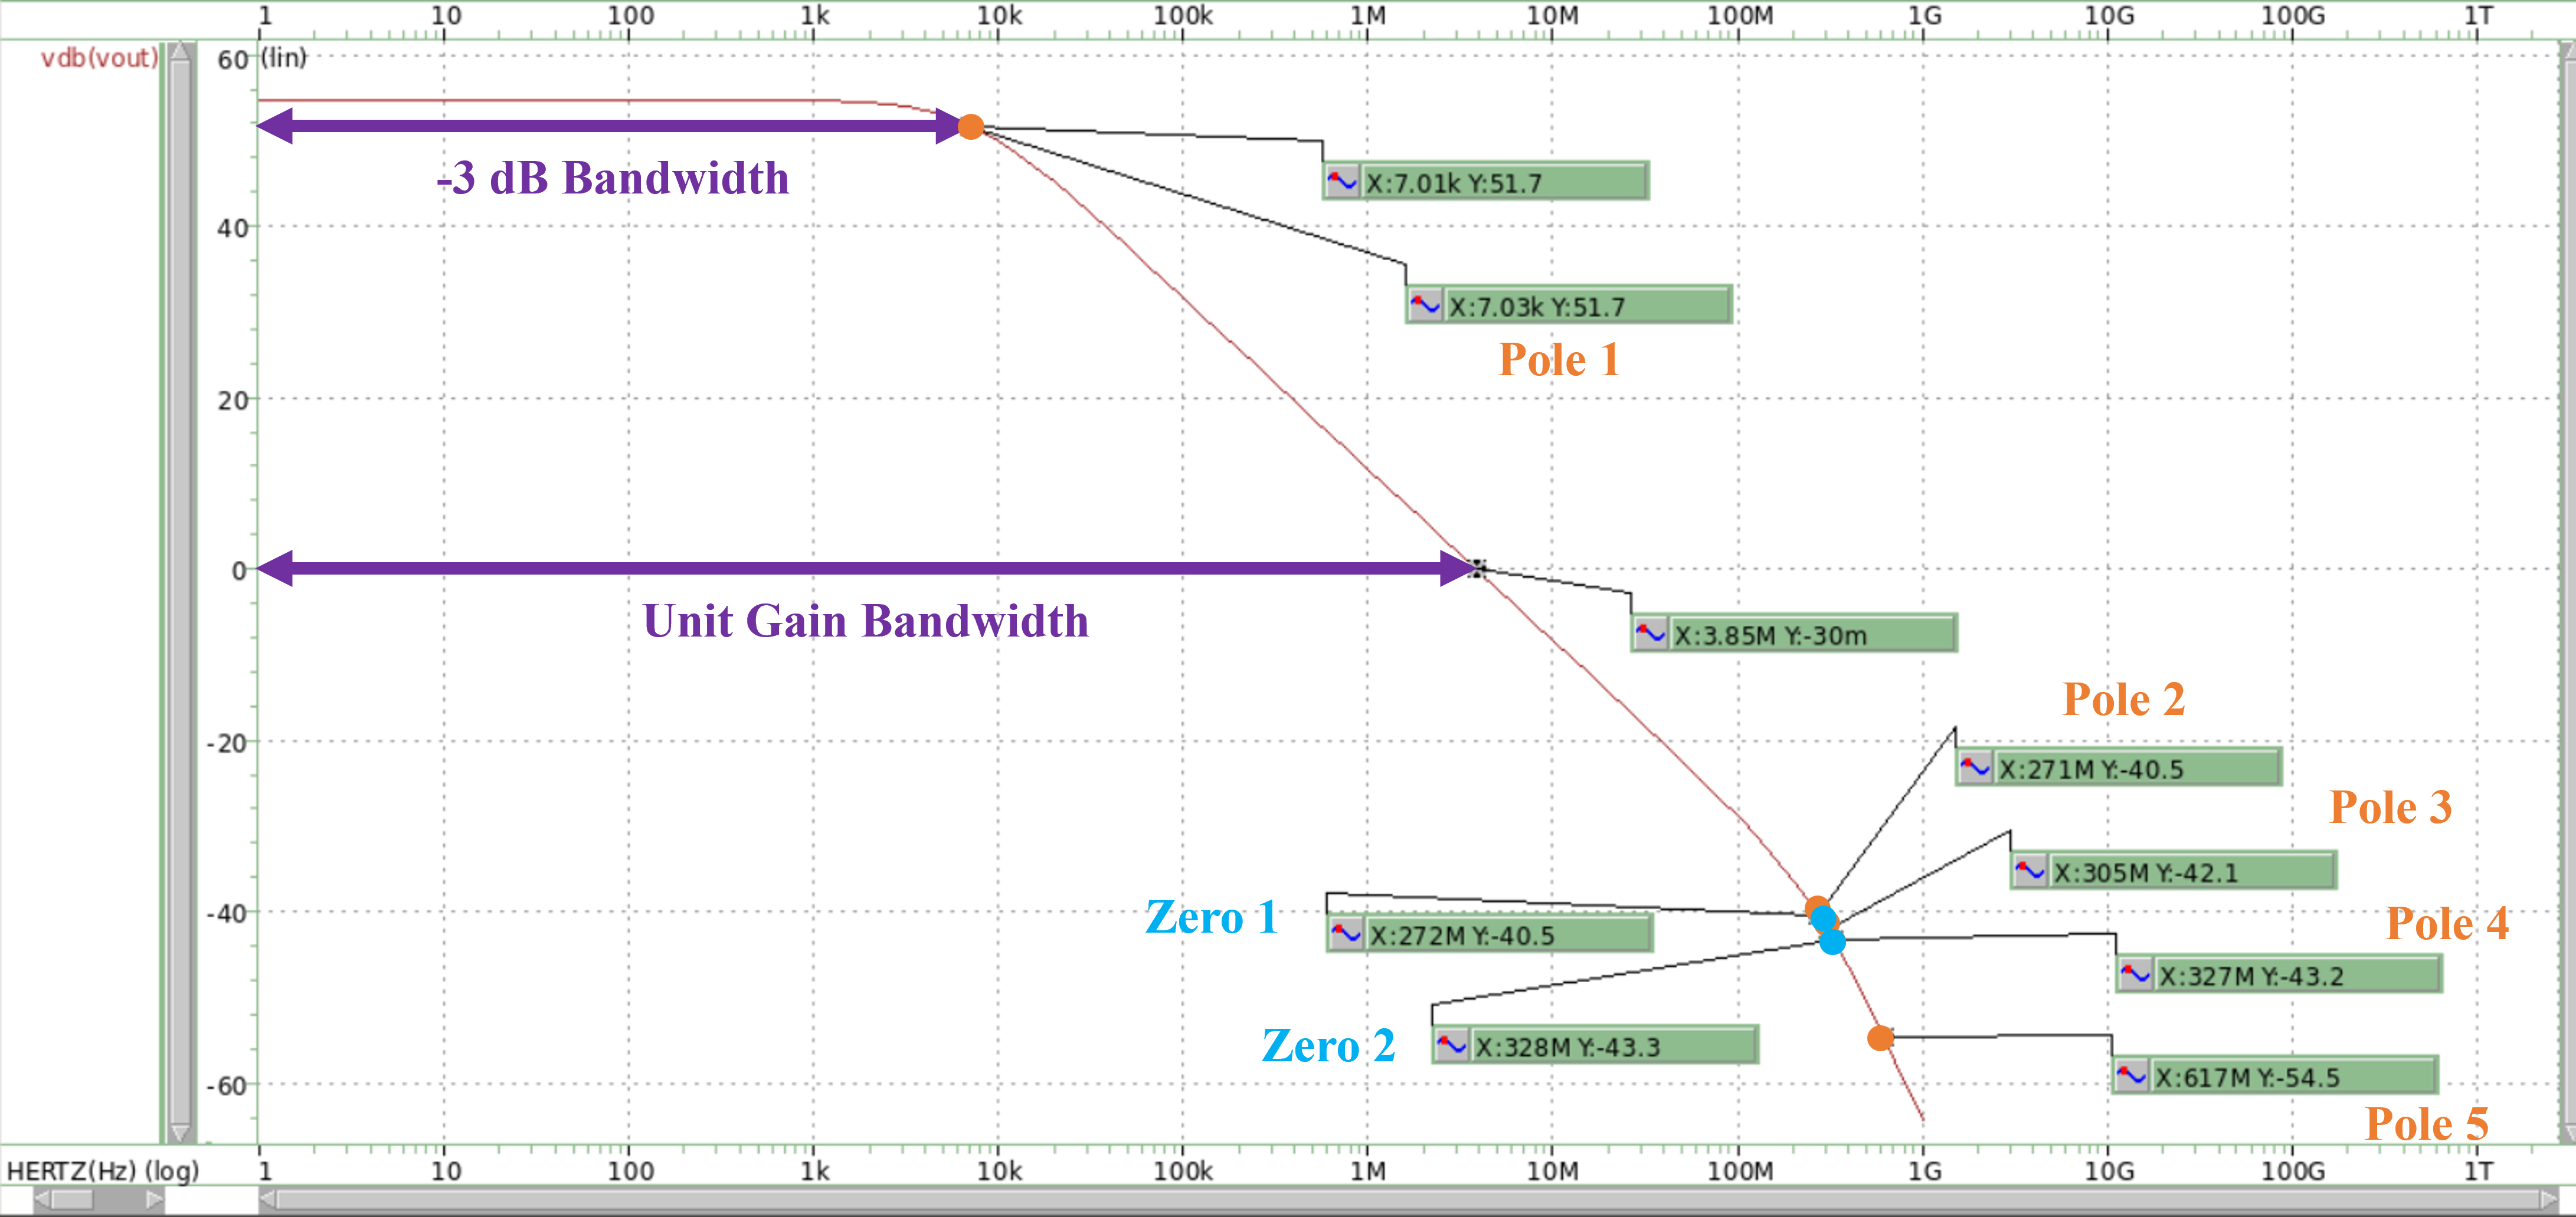 1 10 100 1k 10k 100k 1M 10M 100M 1G 10G 100G 1T
vdb(vout) 60 (lin)
-3 dB Bandwidth
X:7.01k Y:51.7
40
X:7.03k Y:51.7
Pole 1
20
0
Unit Gain Bandwidth
X:3.85M Y:-30m
Pole 2
-20
X:271M Y:-40.5
Pole 3
X:305M Y:-42.1
-40
Zero 1
X:272M Y:-40.5
Pole 4
X:327M Y:-43.2
Zero 2
X:328M Y:-43.3
-60
X:617M Y:-54.5
Pole 5
HERTZ(Hz) (log) 1 10 100 1k 10k 100k 1M 10M 100M 1G 10G 100G 1T